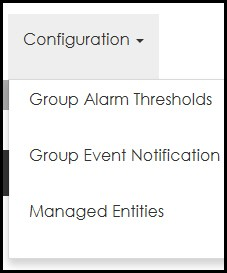 Configuration
Group Alarm Thresholds
Group Event Notification
Managed Entities